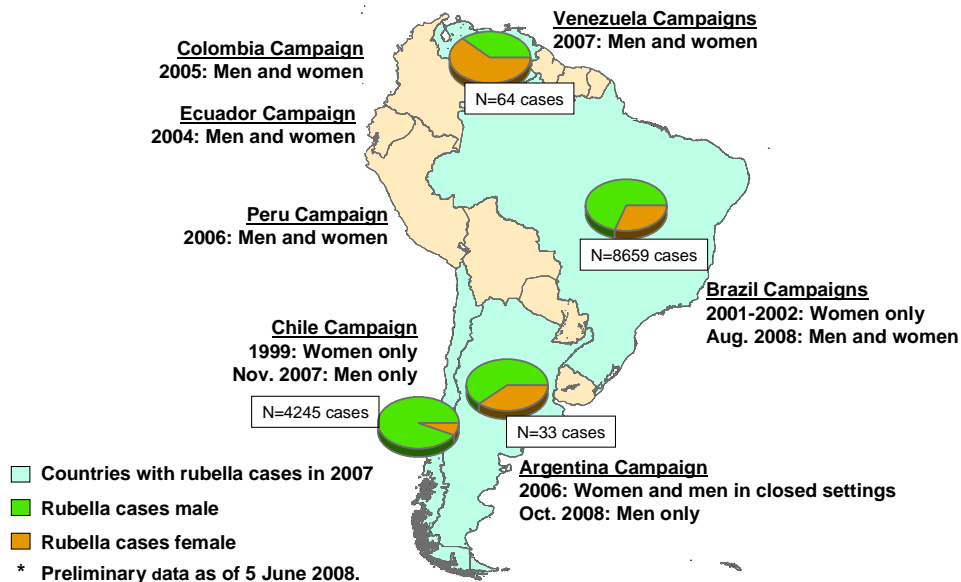 Venezuela Campaigns
2007: Men and women
Colombia Campaign
2005: Men and women
N=64 cases
Ecuador Campaign
2004: Men and women
Peru Campaign
2006: Men and women
N=8659 cases
Brazil Campaigns
2001-2002: Women only
Aug. 2008: Men and women
Chile Campaign
1999: Women only
Nov. 2007: Men only
N=4245 cases
N=33 cases
Argentina Campaign
2006: Women and men in closed settings
Oct. 2008: Men only
Countries with rubella cases in 2007
Rubella cases male
Rubella cases female
* Preliminary data as of 5 June 2008.